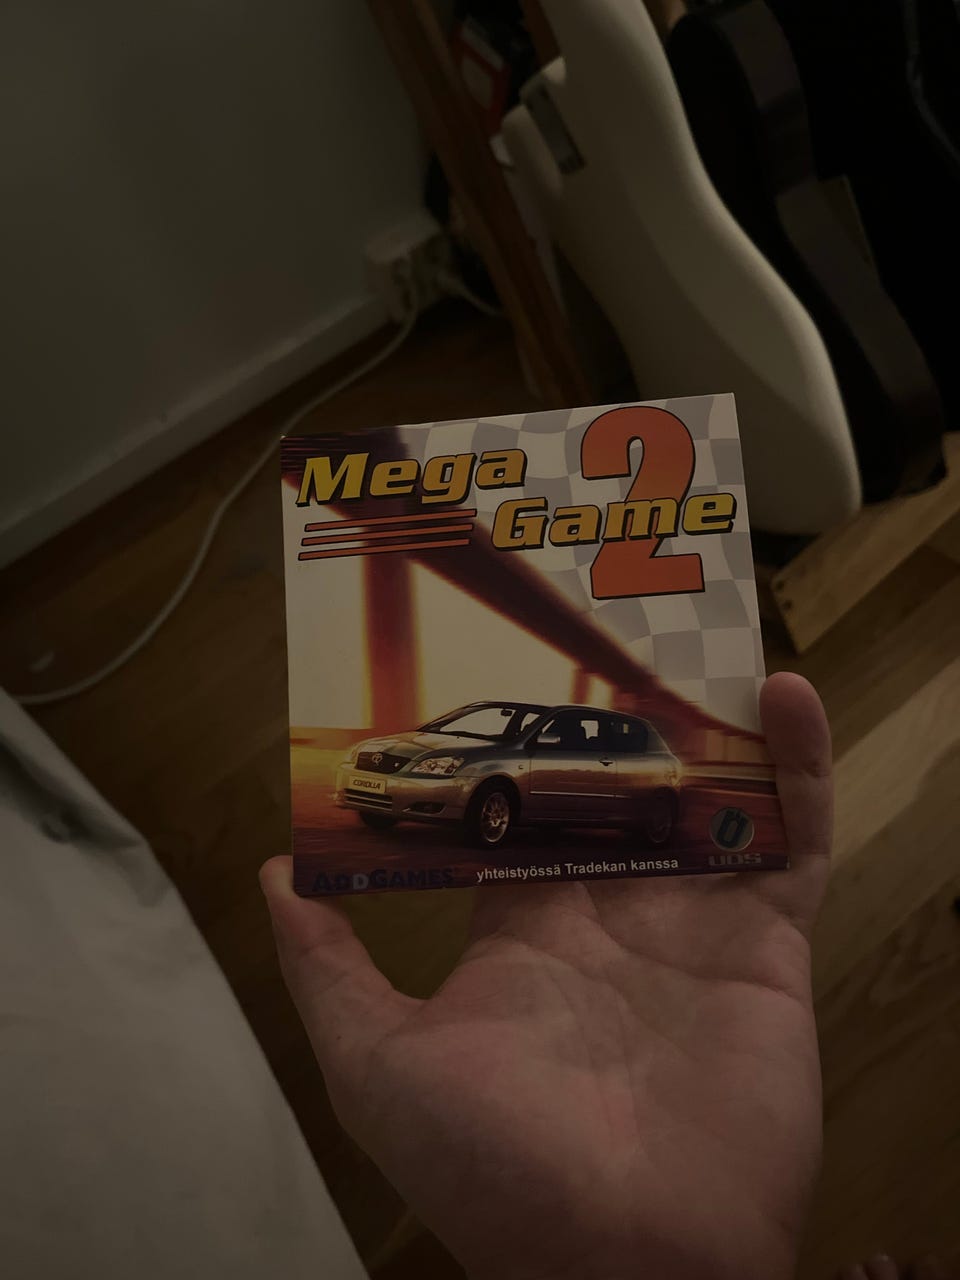 Mega
2
Game
COROLLA
ADDGAMES
yhteistyössä Tradekan kanssa
UDS